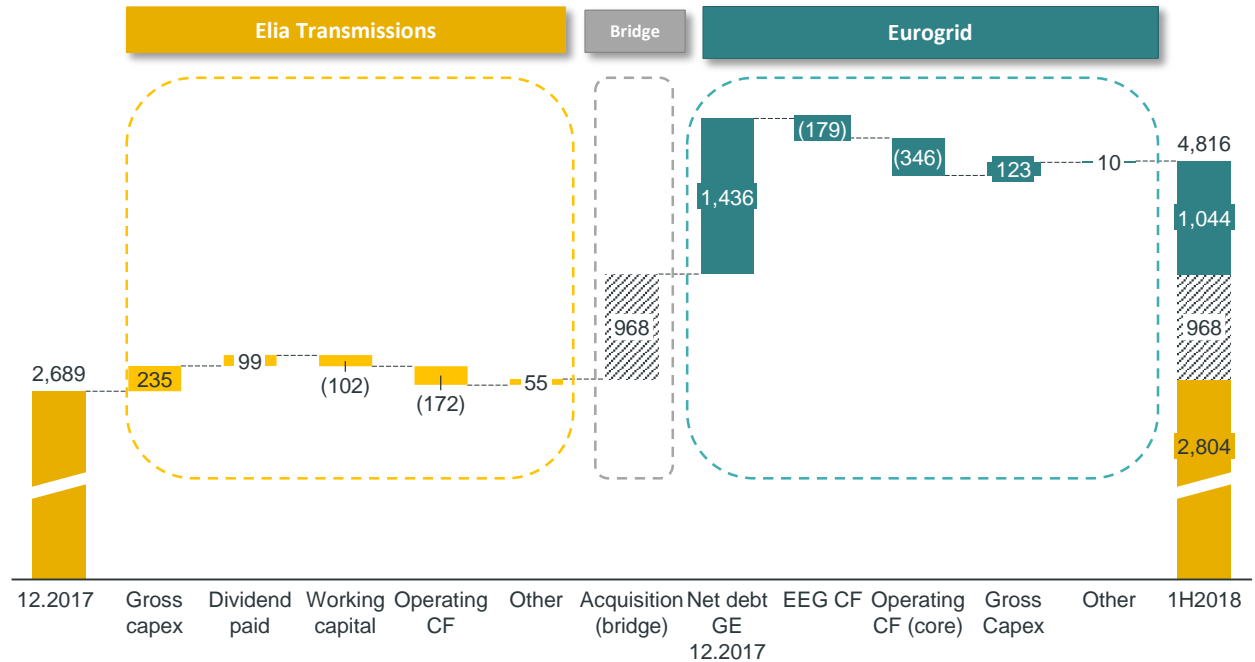 Elia Transmissions
Bridge
Eurogrid
2,689
235
99
(102)
(172)
55
968
1,436
(179)
(346)
123
10
4,816
1,044
968
2,804
12.2017
Gross
capex
Dividend
paid
Working
capital
Operating
CF
Other
Acquisition
(bridge)
Net debt
GE
12.2017
EEG CF
Operating
CF (core)
Gross
Capex
Other
1H2018